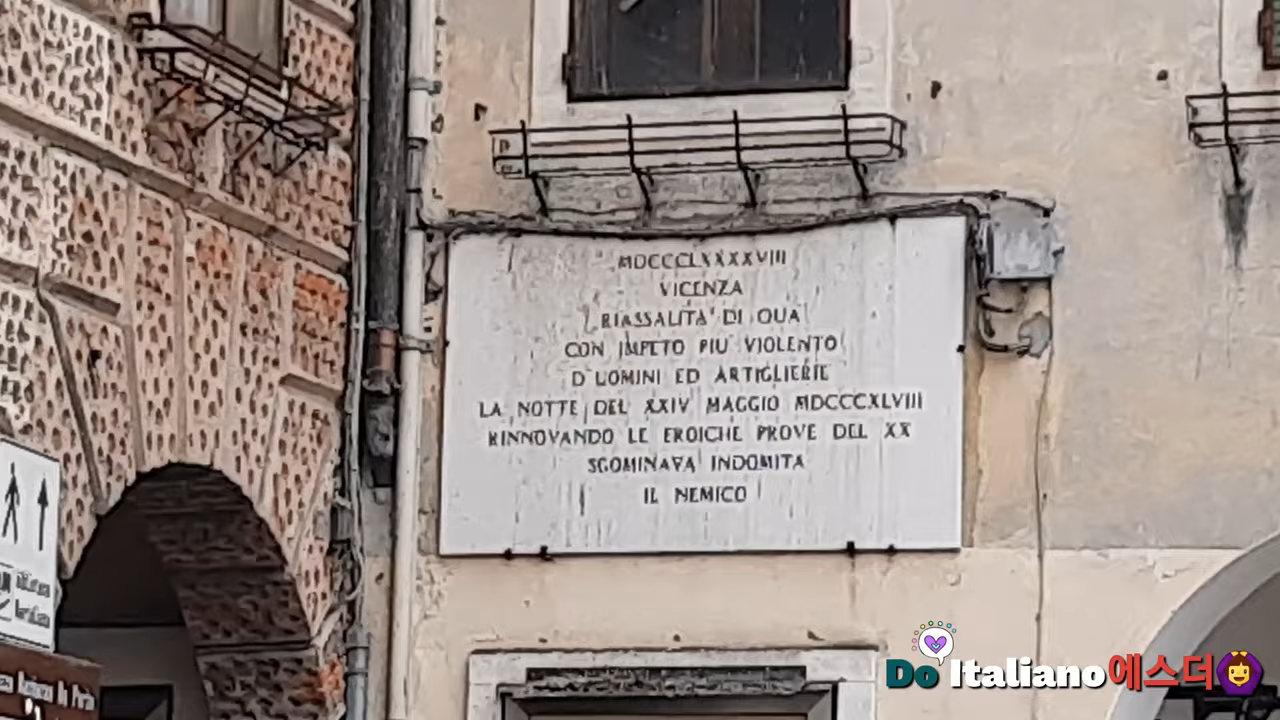 MDCCCLXXXXVIII
VICENZA
RIASSALITA' DI QUA
CON IMPETO PIU VIOLENTO
D'UOMINI ED ARTIGLIERIE
LA NOTTE DEL XXIV MAGGIO MDCCCXLVIII
RINNOVANDO LE EROICHE PROVE DEL XX
SGOMINAVA INDOMITA
IL NEMICO
Do Italiano에스더